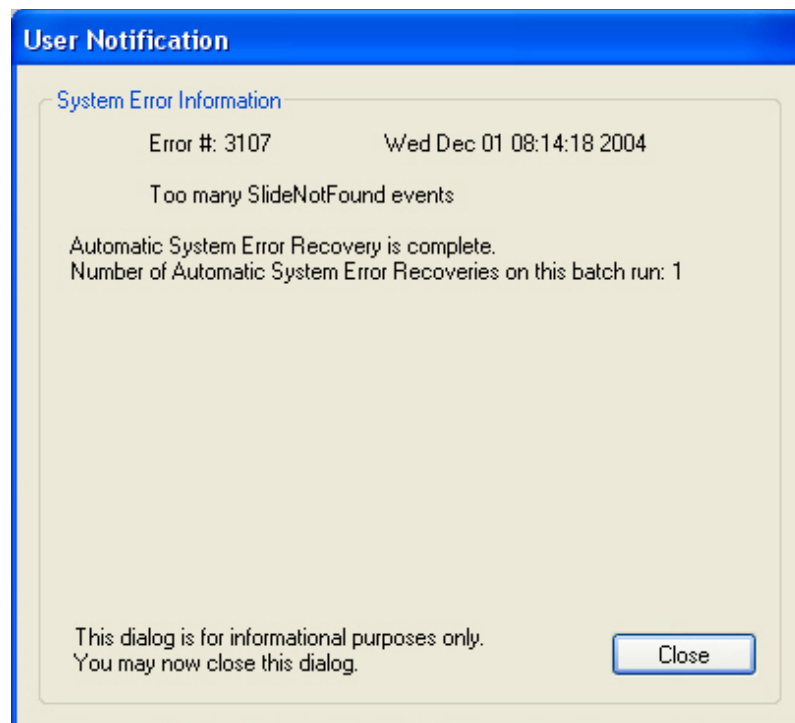 User Notification
System Error Information
Error #: 3107 Wed Dec 01 08:14:18 2004
Too many SlideNotFound events
Automatic System Error Recovery is complete.
Number of Automatic System Error Recoveries on this batch run: 1
This dialog is for informational purposes only.
You may now close this dialog.
Close